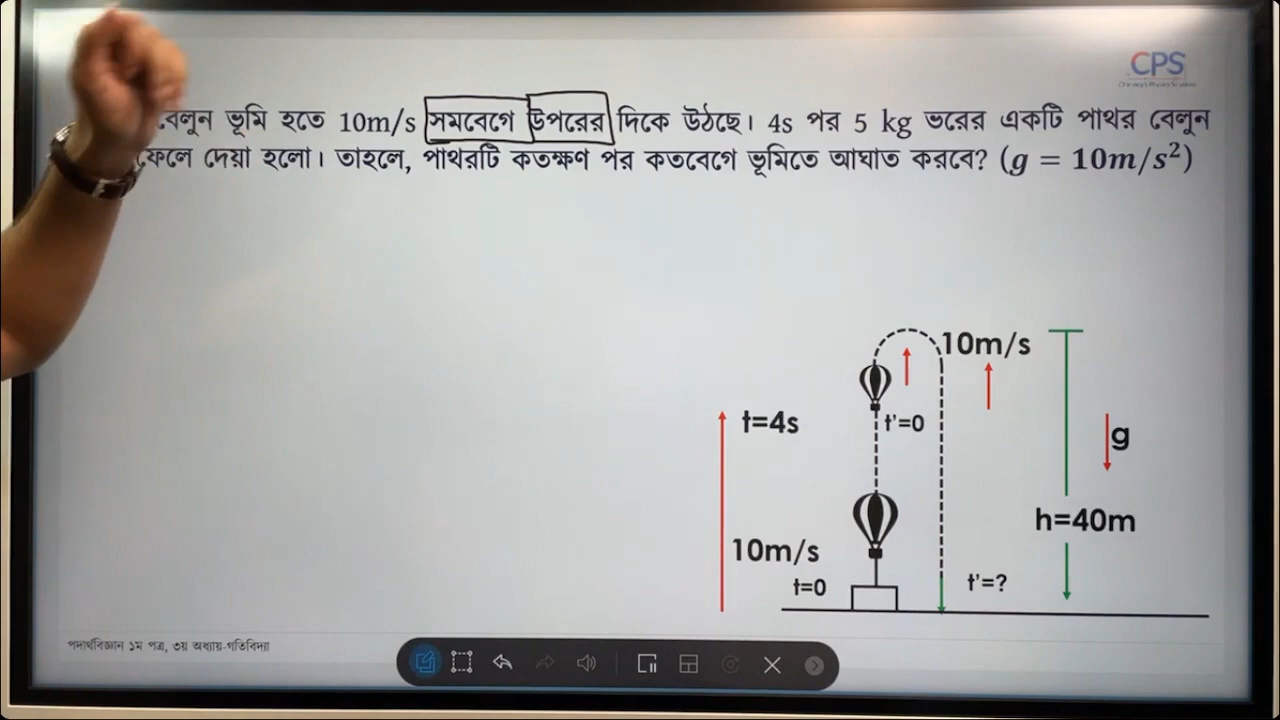 CPS
বেলুন ভূমি হতে 10m/s সমবেগে উপরের দিকে উঠছে। 4s পর 5 kg ভরের একটি পাথর বেলুন
ফেলে দেয়া হলো। তাহলে, পাথরটি কতক্ষণ পর কতবেগে ভূমিতে আঘাত করবে? (g = 10m/s²)
10m/s
t=4s
t'=0
g
h=40m
10m/s
t=0
t'=?
পদার্থবিজ্ঞান ১ম পত্র, ৩য় অধ্যায়-গতিবিদ্যা